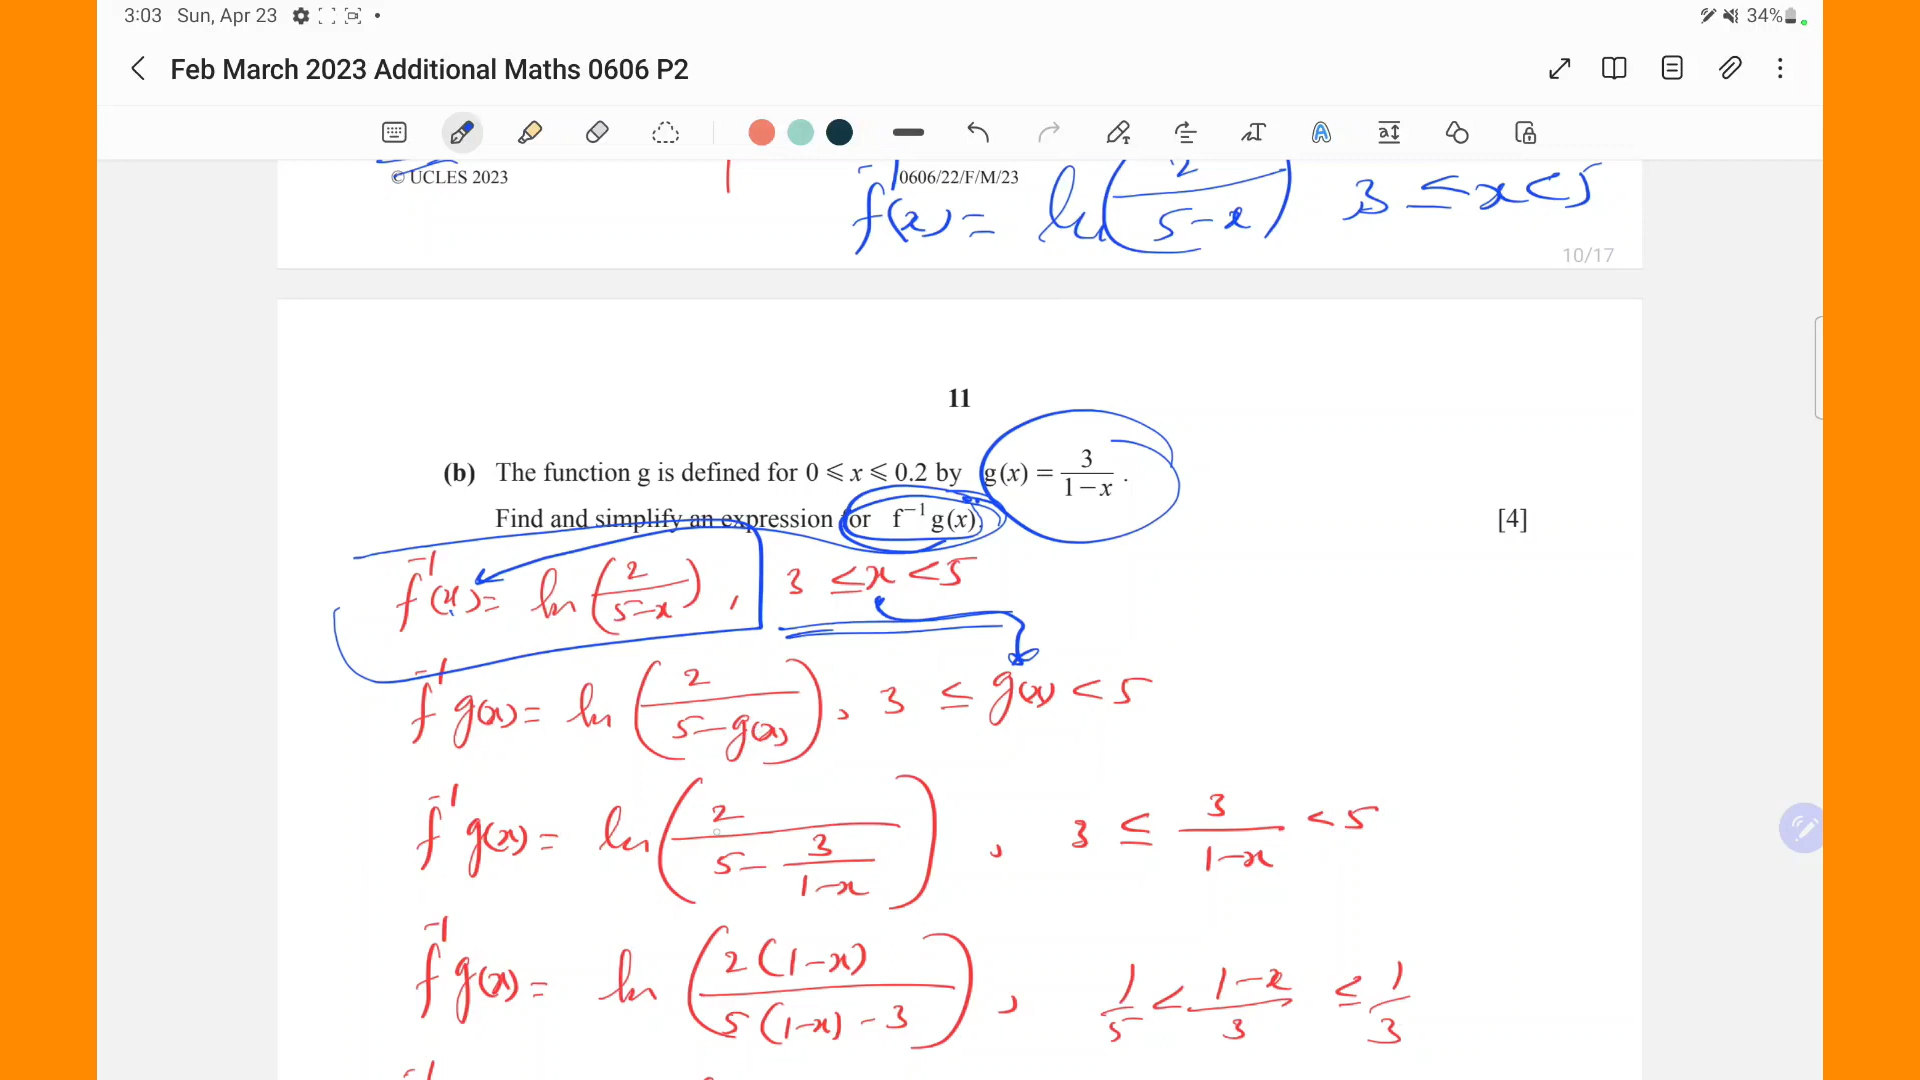 3:03 Sun, Apr 23
34%
Feb March 2023 Additional Maths 0606 P2
© UCLES 2023
0606/22/F/M/23
f⁻¹(x) = ln(2/(5-x)) 3 ≤ x < 5
10/17
11
(b) The function g is defined for 0 ⩽ x ⩽ 0.2 by g(x) = 3/(1-x).
Find and simplify an expression for f⁻¹g(x). [4]
f⁻¹(x) = ln(2/(5-x)), 3 ≤ x < 5
f⁻¹g(x) = ln(2/(5-g(x))), 3 ≤ g(x) < 5
f⁻¹g(x) = ln(2/(5-3/(1-x))), 3 ≤ 3/(1-x) < 5
f⁻¹g(x) = ln(2(1-x)/(5(1-x)-3)), 1/5 < (1-x)/3 ≤ 1/3